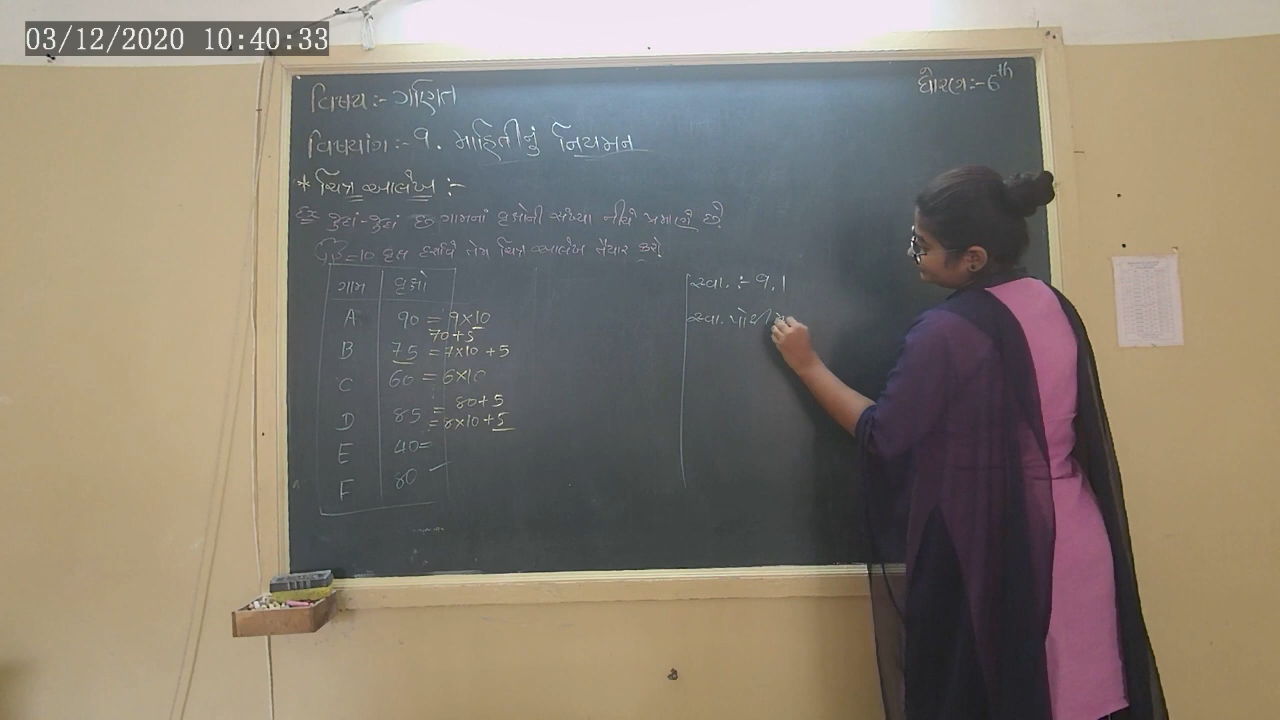 03/12/2020 10:40:33
વિષય:- ગણિત
ધોરણ:- 6th
વિષયાંગ:- ૧. માહિતીનું નિયમન
* ચિત્ર આલેખ :-
જુદાં-જુદાં છ ગામનાં વૃક્ષોની સંખ્યા નીચે પ્રમાણે છે.
=10 વૃક્ષ દર્શાવે તેમ ચિત્ર આલેખ તૈયાર કરો.
ગામ વૃક્ષો
A 90 = 9×10
70+5
B 75 = 7×10 +5
C 60 = 6×10
80+5
D 85 = 8×10+5
E 40=
F 80
સ્વા. :- ૧.1
સ્વા. પોથી